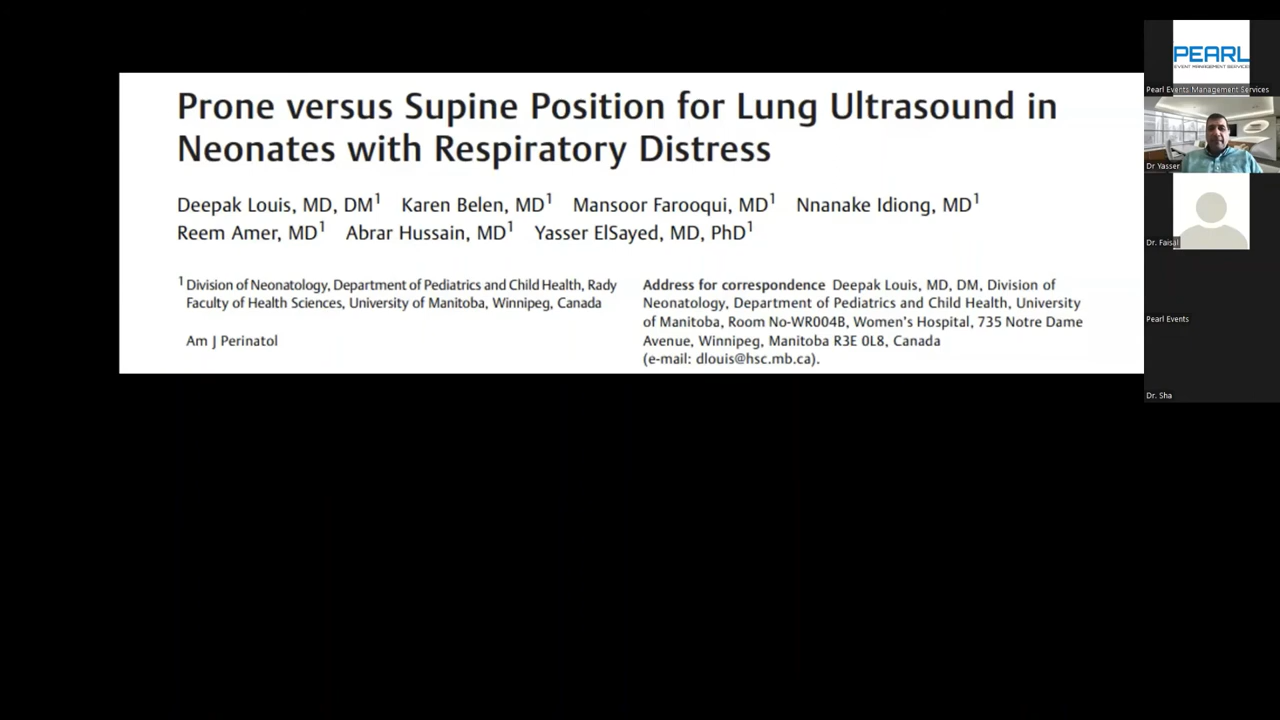 Prone versus Supine Position for Lung Ultrasound in
Neonates with Respiratory Distress
Deepak Louis, MD, DM1 Karen Belen, MD1 Mansoor Farooqui, MD1 Nnanake Idiong, MD1
Reem Amer, MD1 Abrar Hussain, MD1 Yasser ElSayed, MD, PhD1
1 Division of Neonatology, Department of Pediatrics and Child Health, Rady
Faculty of Health Sciences, University of Manitoba, Winnipeg, Canada
Am J Perinatol
Address for correspondence Deepak Louis, MD, DM, Division of
Neonatology, Department of Pediatrics and Child Health, University
of Manitoba, Room No-WR004B, Women's Hospital, 735 Notre Dame
Avenue, Winnipeg, Manitoba R3E 0L8, Canada
(e-mail: dlouis@hsc.mb.ca).
PEARL
EVENT MANAGEMENT SERVICES
Pearl Events Management Services
Dr Yasser
Dr. Faisal
Pearl Events
Dr. Sha